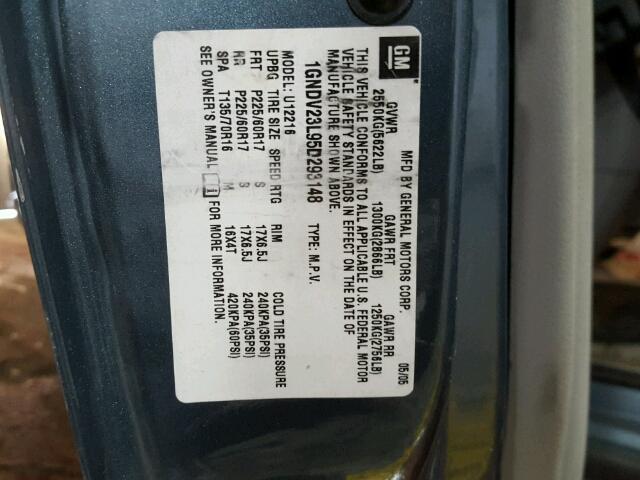 GM
MFD BY GENERAL MOTORS CORP. 05/05
GVWR GAWR FRT GAWR RR
2550KG(5622LB) 1300KG(2866LB) 1250KG(2756LB)
THIS VEHICLE CONFORMS TO ALL APPLICABLE U.S. FEDERAL MOTOR
VEHICLE SAFETY STANDARDS IN EFFECT ON THE DATE OF
MANUFACTURE SHOWN ABOVE.
1GNDV23L95D293148 TYPE: M.P.V.
MODEL: U12216
UPBG TIRE SIZE SPEED RTG RIM COLD TIRE PRESSURE
FRT P225/60R17 S 17X6.5J 240KPA(35PSI)
RR P225/60R17 S 17X6.5J 240KPA(35PSI)
SPA T135/70R16 M 16X4T 420KPA(60PSI)
SEE OWNER'S MANUAL FOR MORE INFORMATION.